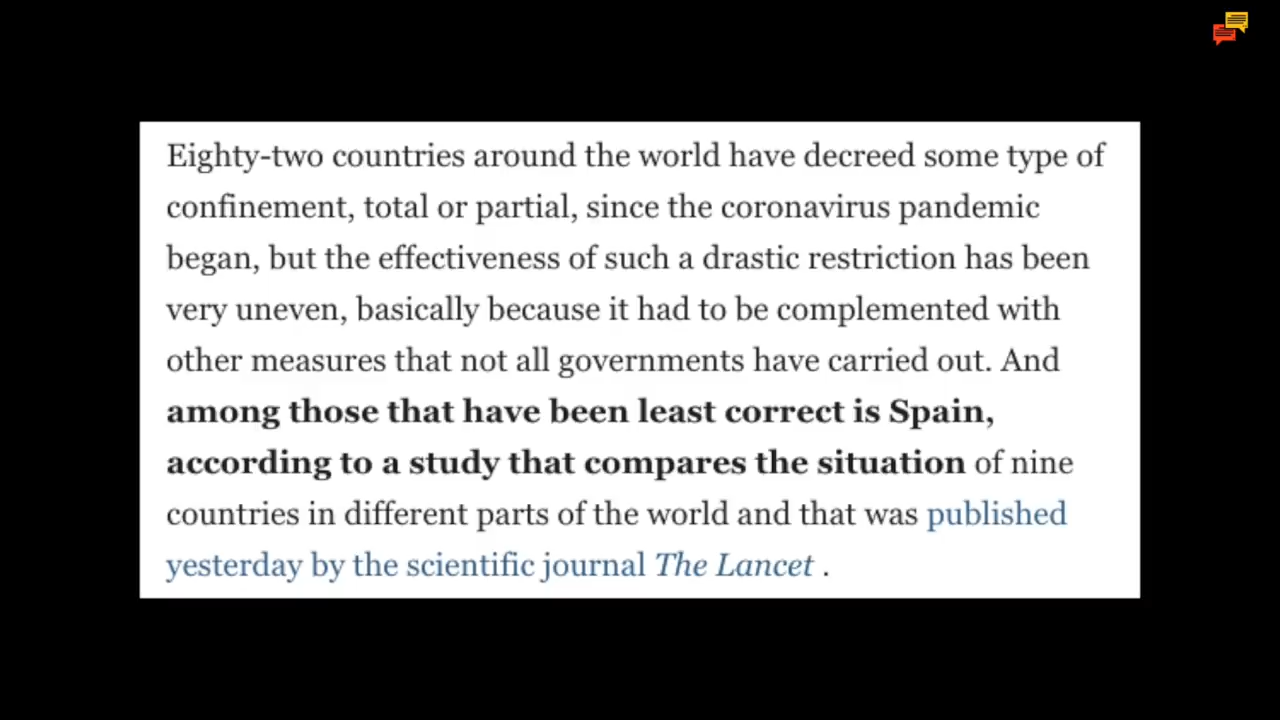 Eighty-two countries around the world have decreed some type of
confinement, total or partial, since the coronavirus pandemic
began, but the effectiveness of such a drastic restriction has been
very uneven, basically because it had to be complemented with
other measures that not all governments have carried out. And
among those that have been least correct is Spain,
according to a study that compares the situation of nine
countries in different parts of the world and that was published
yesterday by the scientific journal The Lancet .